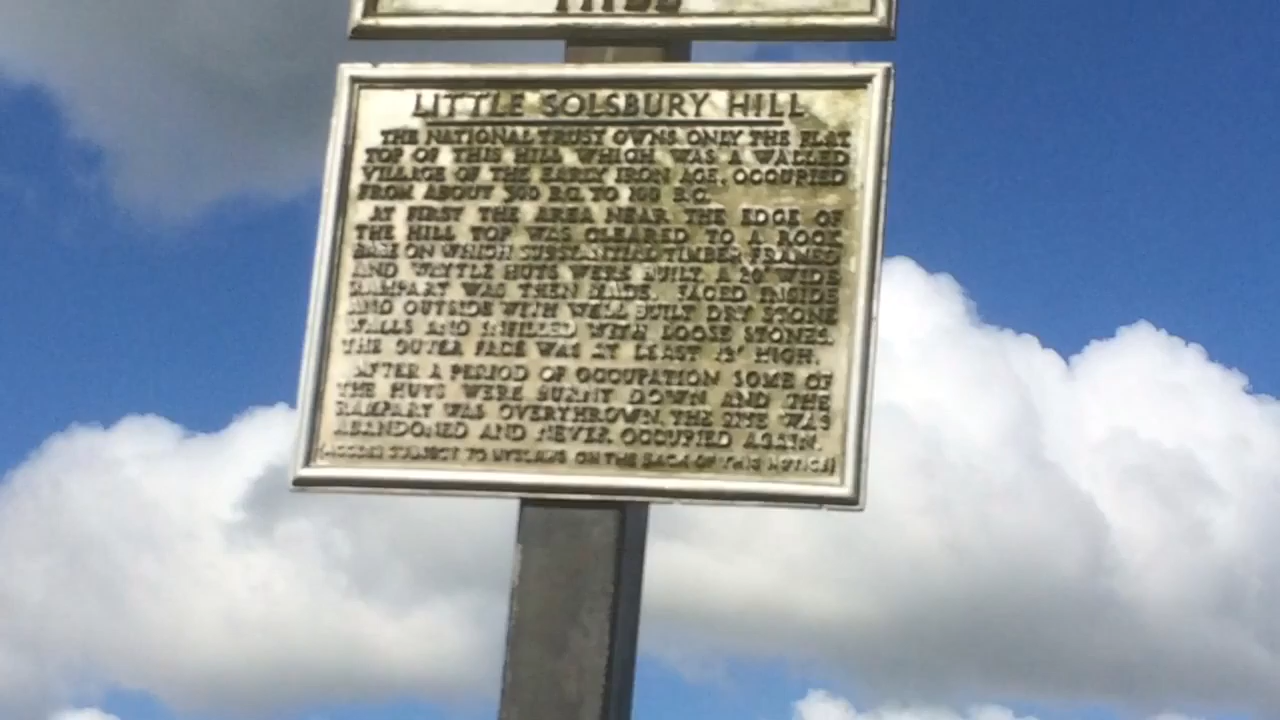 HILL
LITTLE SOLSBURY HILL
THE NATIONAL TRUST OWNS ONLY THE FLAT
TOP OF THIS HILL WHICH WAS A WALLED
VILLAGE OF THE EARLY IRON AGE, OCCUPIED
FROM ABOUT 300 B.C. TO 100 B.C.
AT FIRST THE AREA NEAR THE EDGE OF
THE HILL TOP WAS CLEARED TO A ROCK
BASE ON WHICH SUBSTANTIAL TIMBER FRAMED
AND WATTLE HUTS WERE BUILT. A 20' WIDE
RAMPART WAS THEN MADE, FACED INSIDE
AND OUTSIDE WITH WELL BUILT DRY STONE
WALLS AND INFILLED WITH LOOSE STONES.
THE OUTER FACE WAS AT LEAST 12' HIGH.
AFTER A PERIOD OF OCCUPATION SOME OF
THE HUTS WERE BURNT DOWN AND THE
RAMPART WAS OVERTHROWN. THE SITE WAS
ABANDONED AND NEVER OCCUPIED AGAIN.
(ACCESS SUBJECT TO BYELAWS ON THE BACK OF THIS NOTICE)